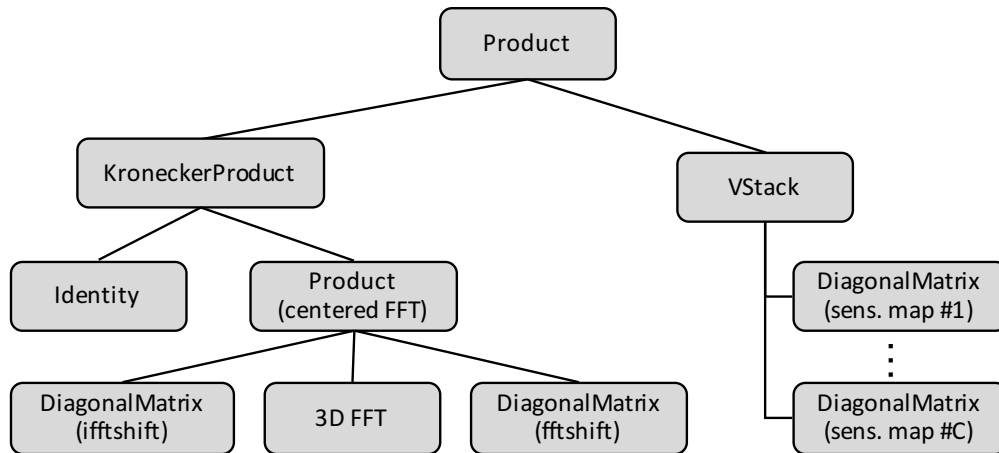 Product
KroneckerProduct
VStack
Identity
Product
(centered FFT)
DiagonalMatrix
(sens. map #1)
DiagonalMatrix
(ifftshift)
3D FFT
DiagonalMatrix
(fftshift)
DiagonalMatrix
(sens. map #C)